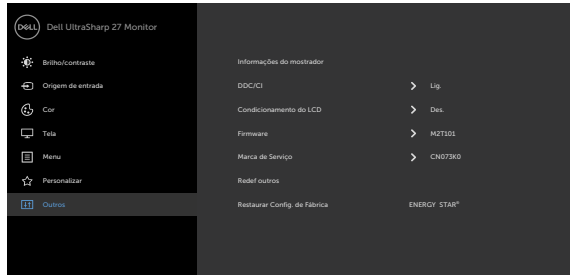 DELL Dell UltraSharp 27 Monitor
Brilho/contraste
Origem de entrada
Cor
Tela
Menu
Personalizar
Outros
Informações do mostrador
DDC/CI Lig.
Condicionamento do LCD Des.
Firmware M2T101
Marca de Serviço CN073K0
Redef outros
Restaurar Config. de Fábrica ENERGY STAR®